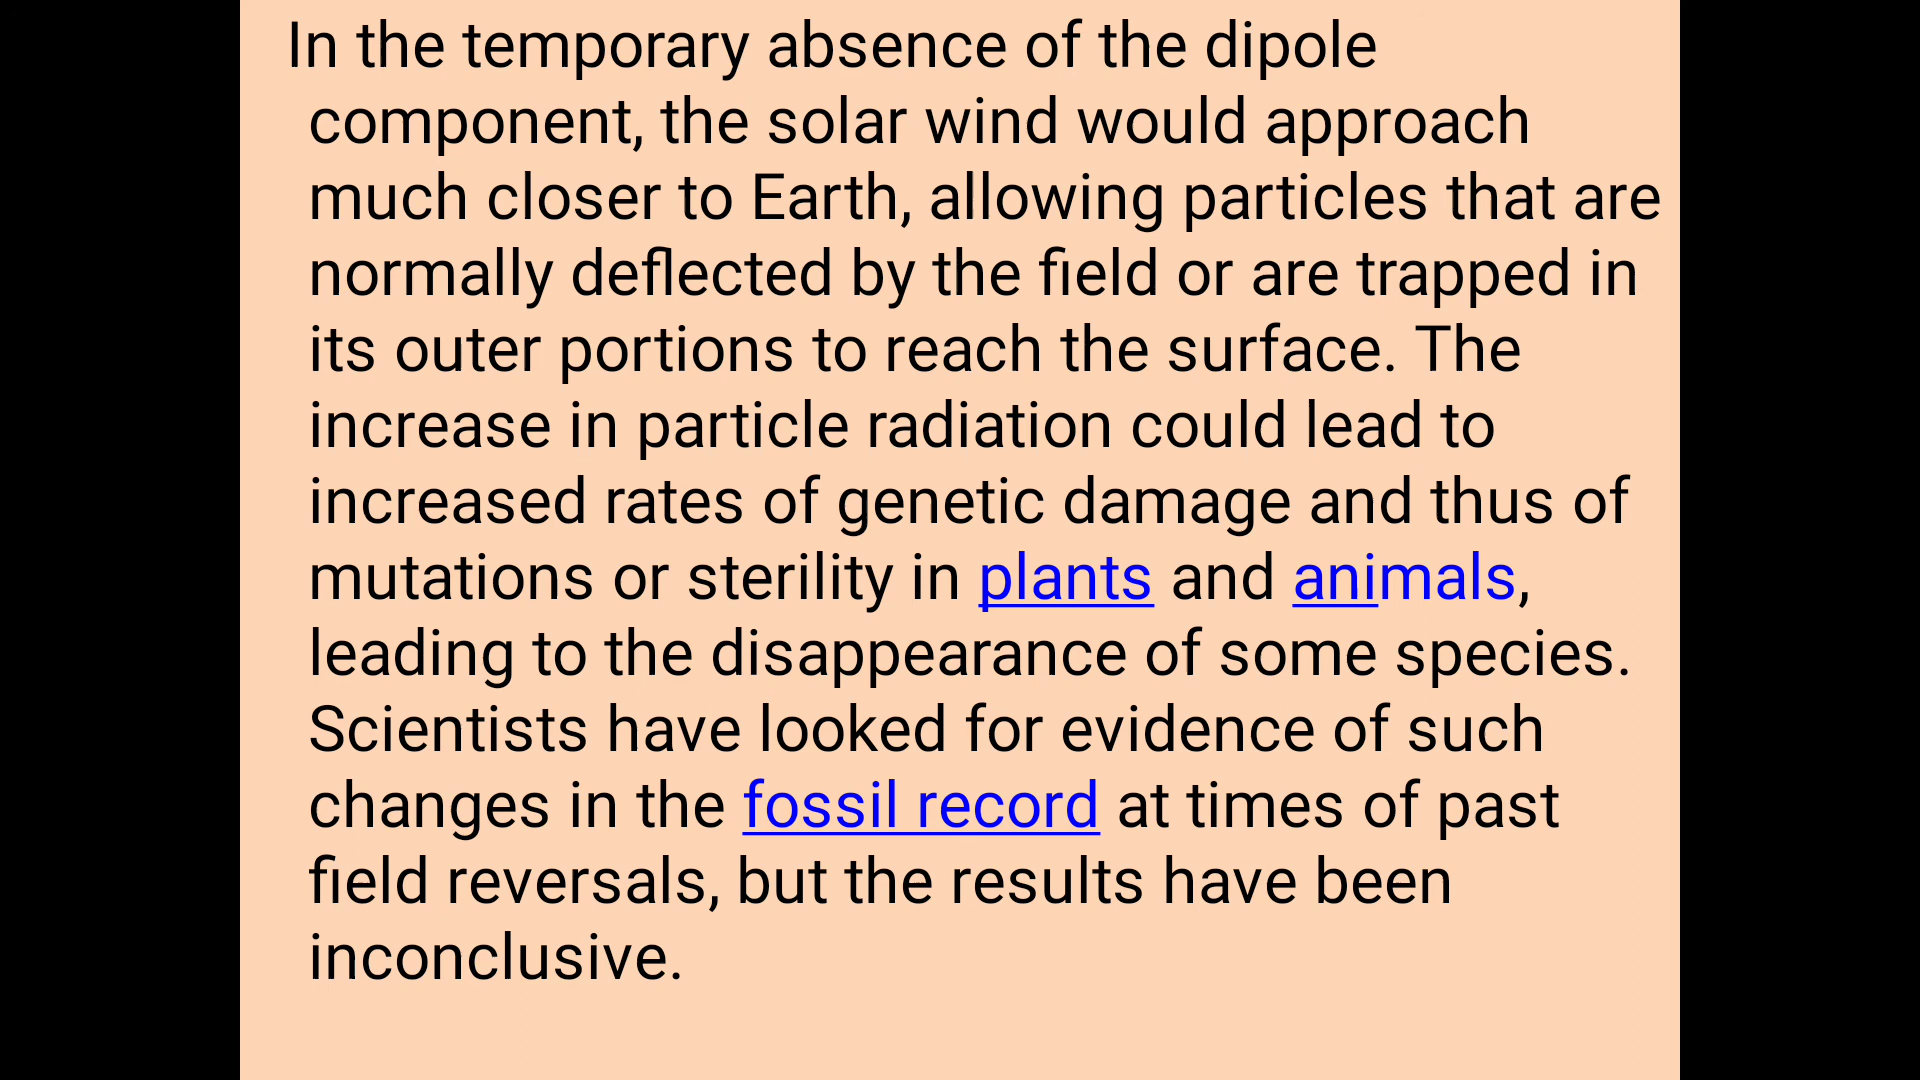 In the temporary absence of the dipole
component, the solar wind would approach
much closer to Earth, allowing particles that are
normally deflected by the field or are trapped in
its outer portions to reach the surface. The
increase in particle radiation could lead to
increased rates of genetic damage and thus of
mutations or sterility in plants and animals,
leading to the disappearance of some species.
Scientists have looked for evidence of such
changes in the fossil record at times of past
field reversals, but the results have been
inconclusive.